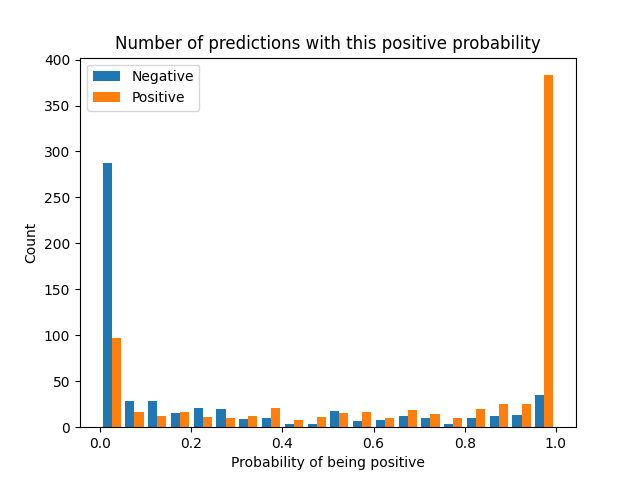 Number of predictions with this positive probability
Negative
Positive
400
350
300
250
200
150
100
50
0
Count
0.0 0.2 0.4 0.6 0.8 1.0
Probability of being positive